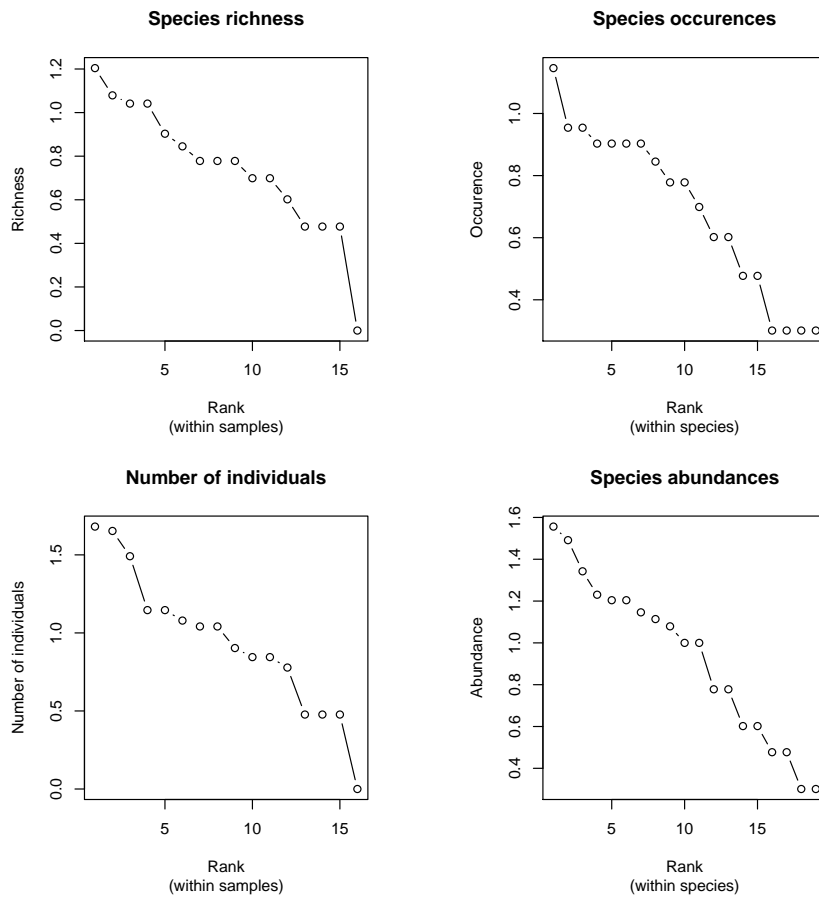 Species richness
Richness
0.0 0.2 0.4 0.6 0.8 1.0 1.2
5 10 15
Rank
(within samples)
Species occurences
Occurence
0.4 0.6 0.8 1.0
5 10 15
Rank
(within species)
Number of individuals
Number of individuals
0.0 0.5 1.0 1.5
5 10 15
Rank
(within samples)
Species abundances
Abundance
0.4 0.6 0.8 1.0 1.2 1.4 1.6
5 10 15
Rank
(within species)